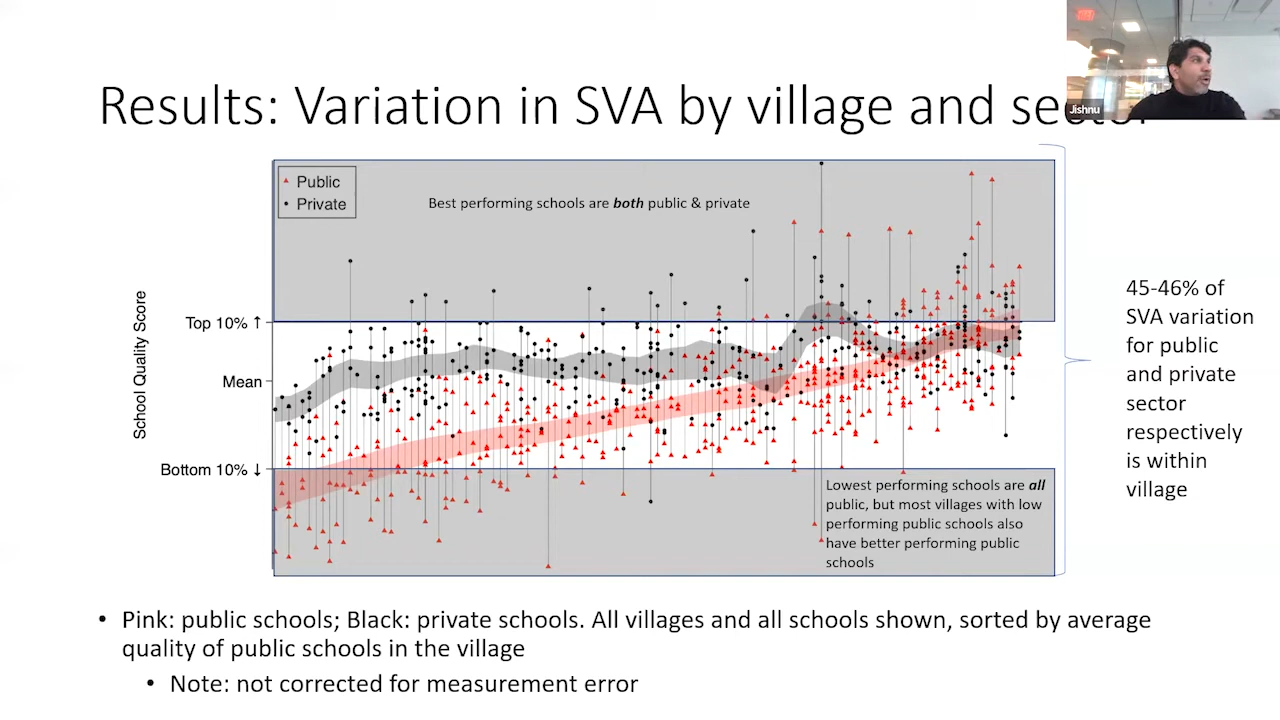 Jishnu
Results: Variation in SVA by village and sector
Public
Private
Best performing schools are both public & private
School Quality Score
Top 10% ↑
Mean
Bottom 10% ↓
Lowest performing schools are all
public, but most villages with low
performing public schools also
have better performing public
schools
45-46% of
SVA variation
for public
and private
sector
respectively
is within
village
• Pink: public schools; Black: private schools. All villages and all schools shown, sorted by average
quality of public schools in the village
• Note: not corrected for measurement error